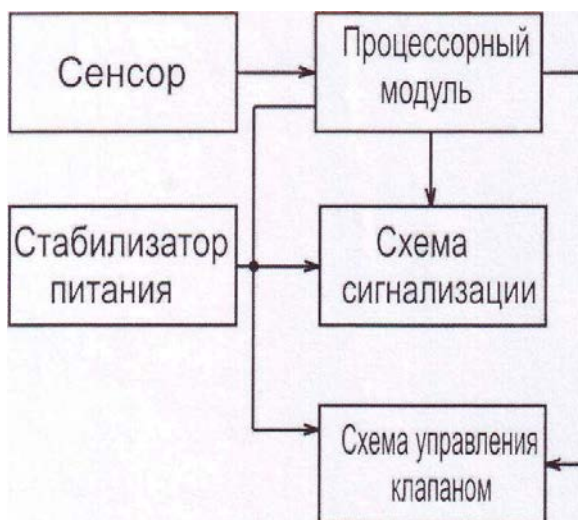 Сенсор
Процессорный
модуль
Стабилизатор
питания
Схема
сигнализации
Схема управления
клапаном